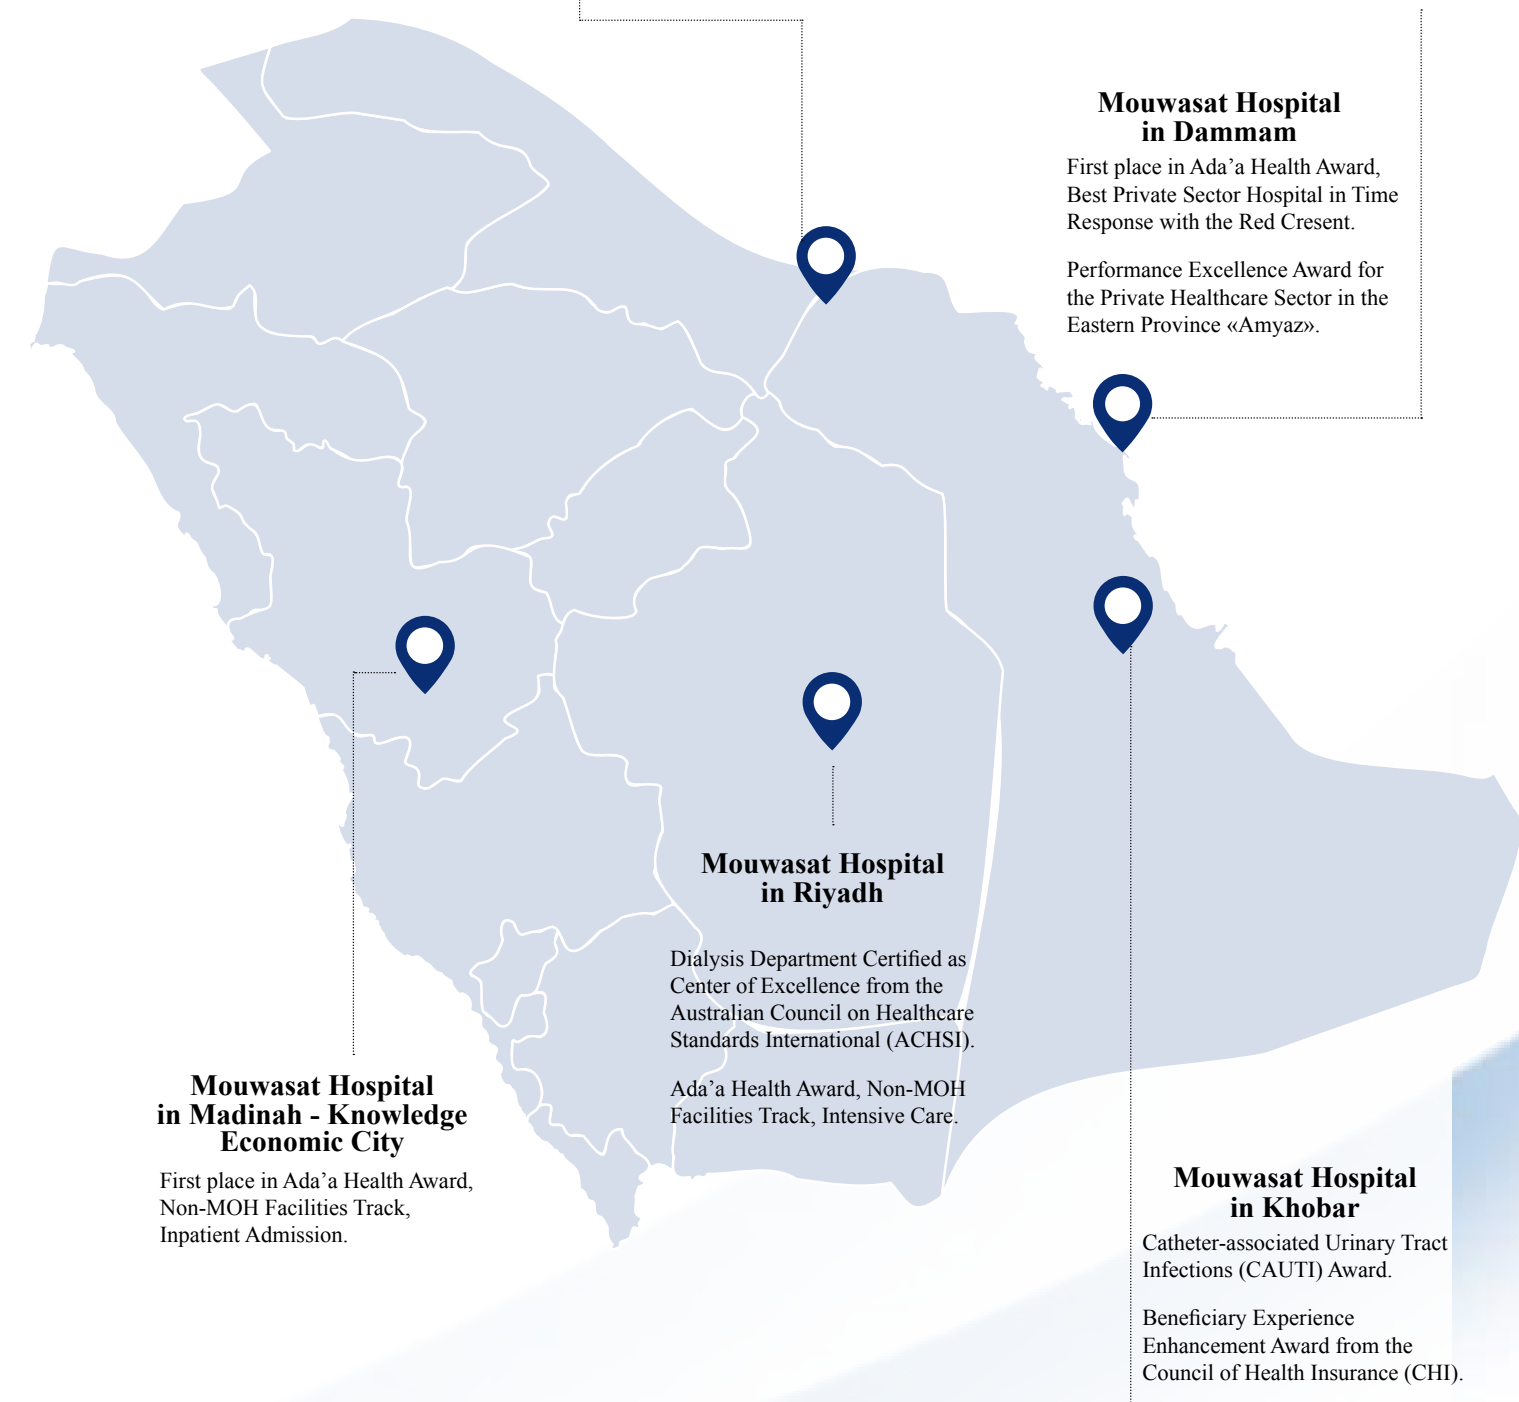 Mouwasat Hospital
in Dammam
First place in Ada’a Health Award,
Best Private Sector Hospital in Time
Response with the Red Cresent.
Performance Excellence Award for
the Private Healthcare Sector in the
Eastern Province «Amyaz».
Mouwasat Hospital
in Riyadh
Dialysis Department Certified as
Center of Excellence from the
Australian Council on Healthcare
Standards International (ACHSI).
Ada’a Health Award, Non-MOH
Facilities Track, Intensive Care.
Mouwasat Hospital
in Madinah - Knowledge
Economic City
First place in Ada’a Health Award,
Non-MOH Facilities Track,
Inpatient Admission.
Mouwasat Hospital
in Khobar
Catheter-associated Urinary Tract
Infections (CAUTI) Award.
Beneficiary Experience
Enhancement Award from the
Council of Health Insurance (CHI).